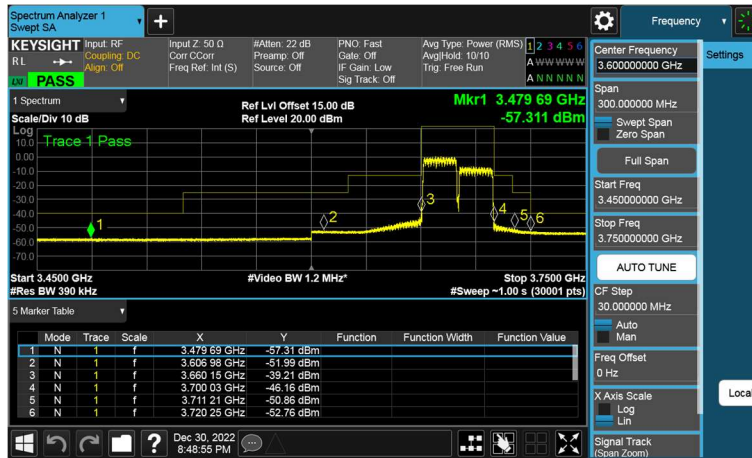 Spectrum Analyzer 1
Swept SA
+
Frequency
KEYSIGHT
RL
LXI PASS
Input: RF
Coupling: DC
Align: Off
Input Z: 50 Ω
Corr CCorr
Freq Ref: Int (S)
#Atten: 22 dB
Preamp: Off
Source: Off
PNO: Fast
Gate: Off
IF Gain: Low
Sig Track: Off
Avg Type: Power (RMS)
Avg|Hold: 10/10
Trig: Free Run
1 2 3 4 5 6
A W W W W W
A N N N N N
1 Spectrum
Scale/Div 10 dB
Ref Lvl Offset 15.00 dB
Ref Level 20.00 dBm
Mkr1 3.479 69 GHz
-57.311 dBm
Log
Trace 1 Pass
10.0
0.00
-10.0
-20.0
-30.0
-40.0
-50.0
-60.0
-70.0
1
2
3
4
5
6
Start 3.4500 GHz
#Res BW 390 kHz
#Video BW 1.2 MHz*
Stop 3.7500 GHz
#Sweep ~1.00 s (30001 pts)
5 Marker Table
Mode Trace Scale X Y Function Function Width Function Value
1 N 1 f 3.479 69 GHz -57.31 dBm
2 N 1 f 3.606 98 GHz -51.99 dBm
3 N 1 f 3.660 15 GHz -39.21 dBm
4 N 1 f 3.700 03 GHz -46.16 dBm
5 N 1 f 3.711 21 GHz -50.86 dBm
6 N 1 f 3.720 25 GHz -52.76 dBm
?
Dec 30, 2022
8:48:55 PM
Center Frequency
3.600000000 GHz
Settings
Span
300.000000 MHz
Swept Span
Zero Span
Full Span
Start Freq
3.450000000 GHz
Stop Freq
3.750000000 GHz
AUTO TUNE
CF Step
30.000000 MHz
Auto
Man
Freq Offset
0 Hz
X Axis Scale
Log
Lin
Local
Signal Track
(Span Zoom)